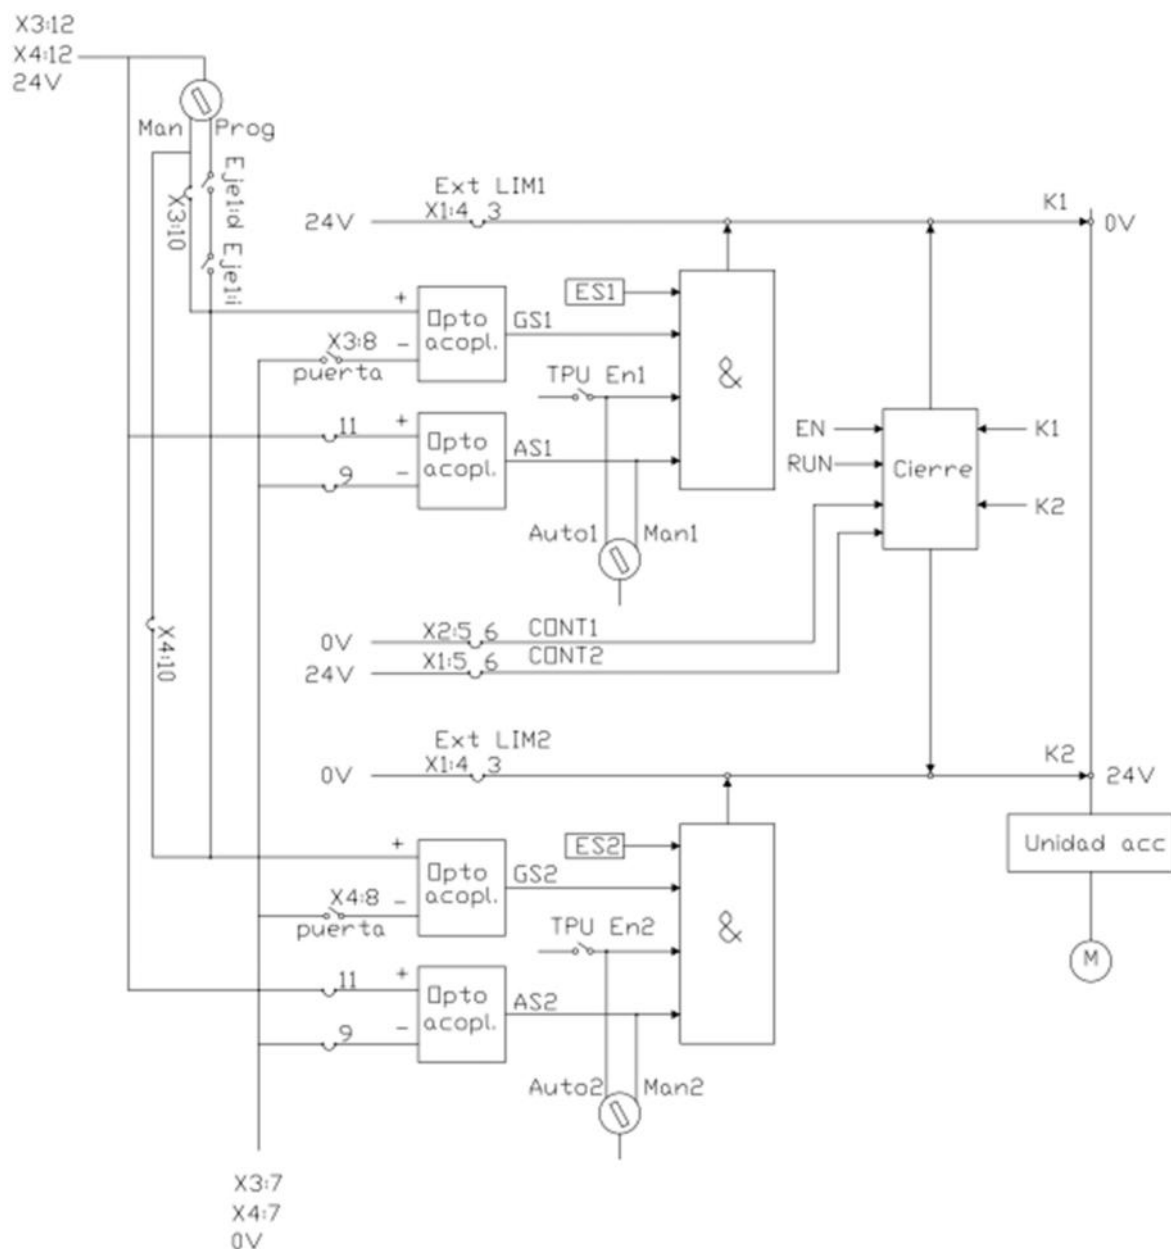 X3:12
X4:12
24V
Man Prog
X3:10
Eje1:d Eje1:i
Ext LIM1
X1:4 3
24V
K1
0V
ES1
+
Opto
acopl.
-
GS1
X3:8
puerta
TPU En1
&
11
+
Opto
acopl.
-
9
AS1
Auto1 Man1
EN
RUN
Cierre
K1
K2
X4:10
0V
X2:5 6
CONT1
24V
X1:5 6
CONT2
Ext LIM2
X1:4 3
0V
K2
24V
ES2
+
Opto
acopl.
-
GS2
X4:8
puerta
TPU En2
&
Unidad acc
M
11
+
Opto
acopl.
-
9
AS2
Auto2 Man2
X3:7
X4:7
0V